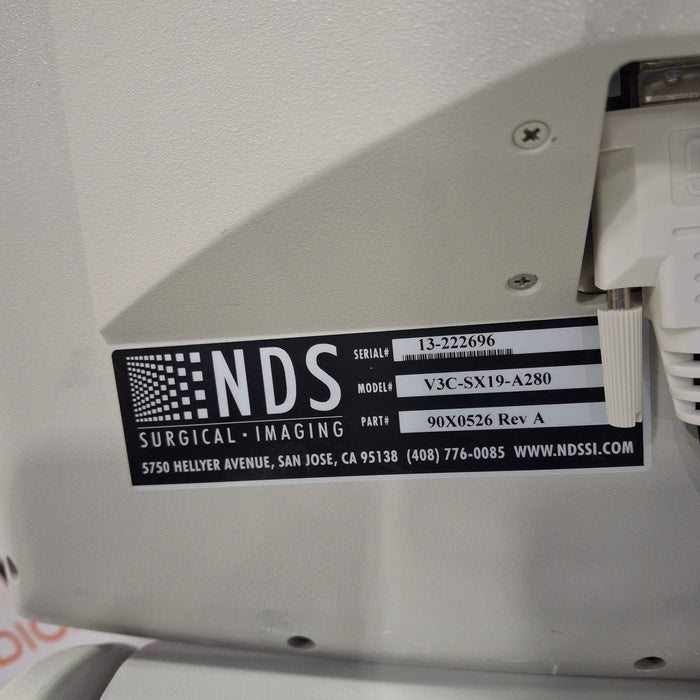 NDS
SURGICAL · IMAGING
SERIAL# 13-222696
MODEL# V3C-SX19-A280
PART# 90X0526 Rev A
5750 HELLYER AVENUE, SAN JOSE, CA 95138 (408) 776-0085 WWW.NDSSI.COM
DIO